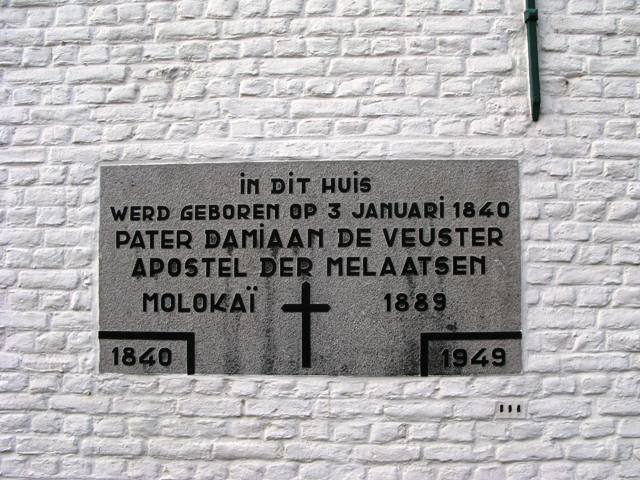 iN DiT HUiS
WERD GEBOREN OP 3 JANUARi 1840
PATER DAMiAAN DE VEUSTER
APOSTEL DER MELAATSEN
MOLOKAÏ 1889
1840 1949